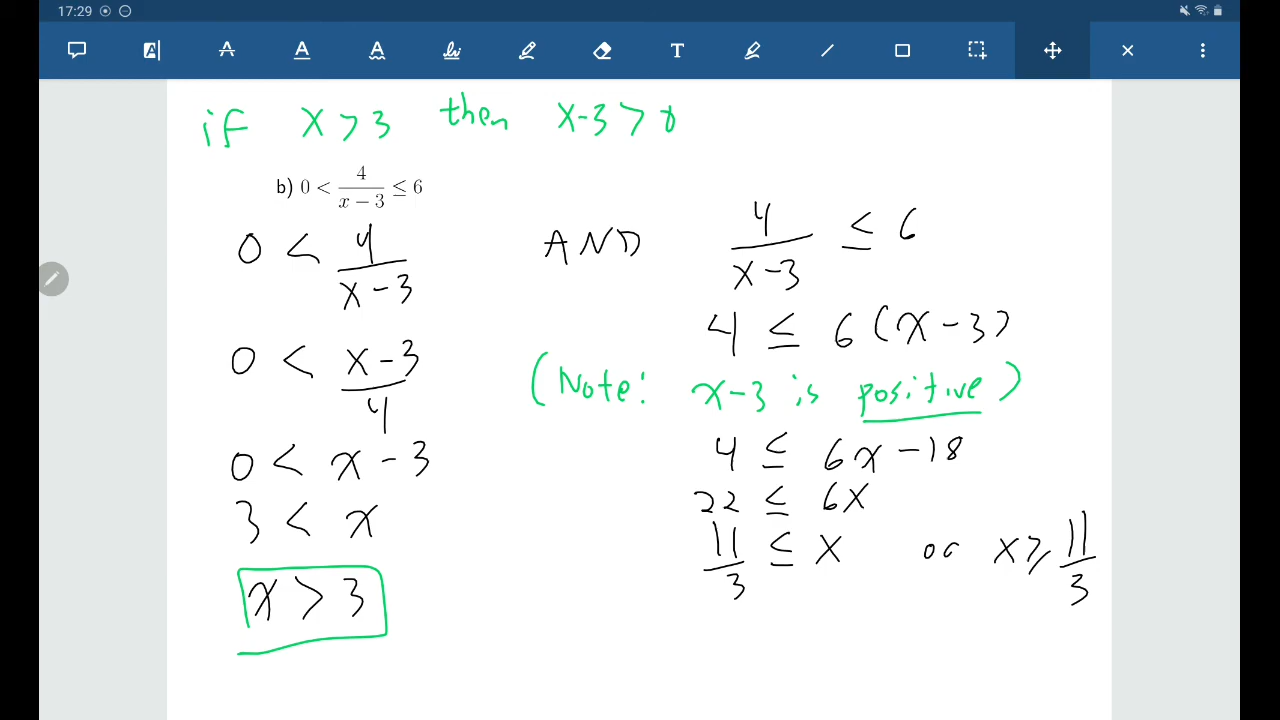 17:29
A A A A T
if x > 3 then x-3 > 0
b) 0 < 4/(x − 3) ≤ 6
0 < 4/(x-3) AND 4/(x-3) ≤ 6
4 ≤ 6(x-3)
0 < (x-3)/4
(Note: x-3 is positive)
0 < x-3
4 ≤ 6x-18
3 < x
22 ≤ 6x
11/3 ≤ x or x ≥ 11/3
x > 3